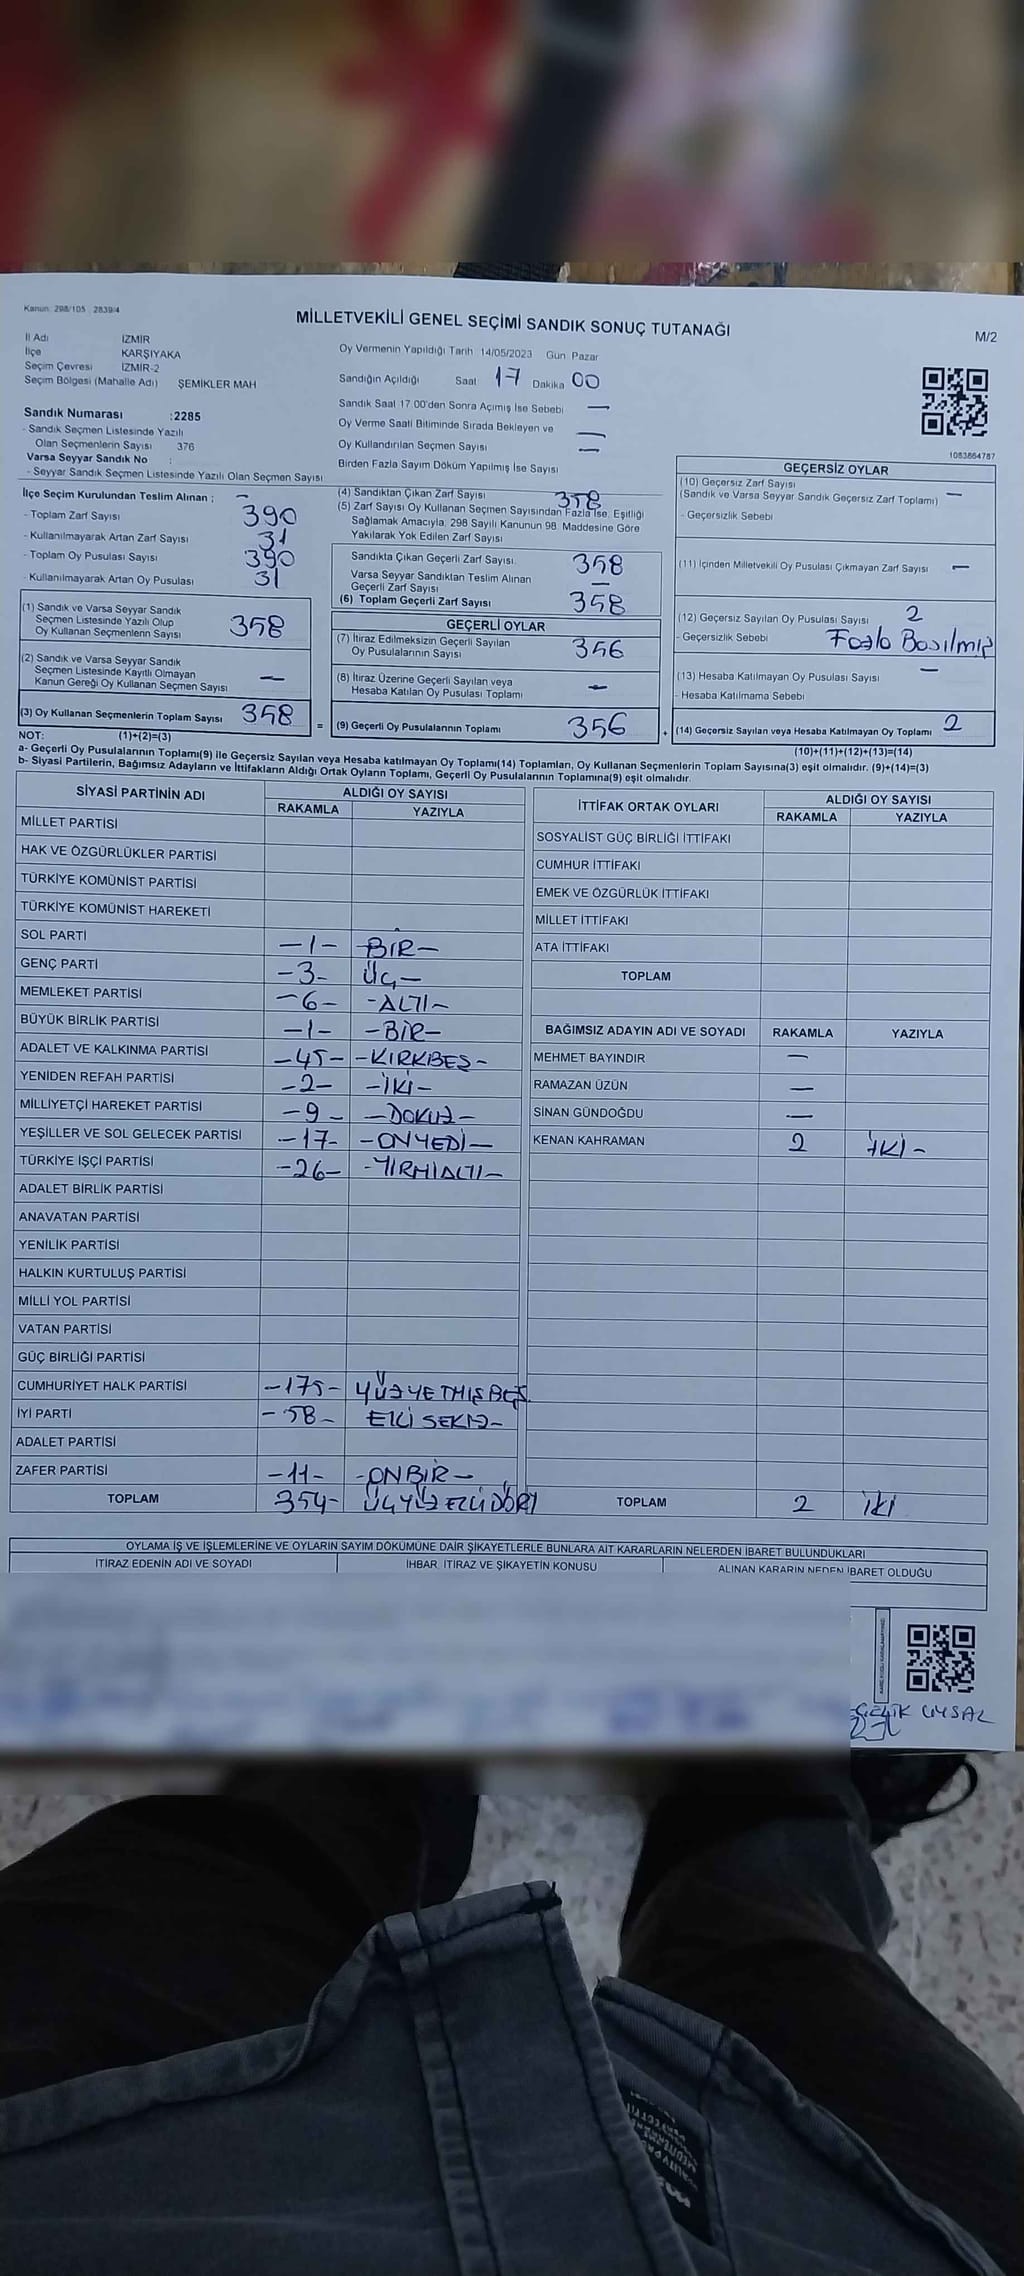 Kanun: 298/105 , 2839/4
MİLLETVEKİLİ GENEL SEÇİMİ SANDIK SONUÇ TUTANAĞI
M/2
İl Adı İZMİR
İlçe KARŞIYAKA
Seçim Çevresi İZMİR-2
Seçim Bölgesi (Mahalle Adı) ŞEMİKLER MAH
Sandık Numarası :2285
- Sandık Seçmen Listesinde Yazılı
Olan Seçmenlerin Sayısı 376
Varsa Seyyar Sandık No :
- Seyyar Sandık Seçmen Listesinde Yazılı Olan Seçmen Sayısı
Oy Vermenin Yapıldığı Tarih 14/05/2023 Gün Pazar
Sandığın Açıldığı Saat 17 Dakika 00
Sandık Saat 17:00'den Sonra Açımış İse Sebebi —
Oy Verme Saati Bitiminde Sırada Bekleyen ve —
Oy Kullandırılan Seçmen Sayısı —
Birden Fazla Sayım Döküm Yapılmış İse Sayısı
1083864787
İlçe Seçim Kurulundan Teslim Alınan : -
- Toplam Zarf Sayısı 390
- Kullanılmayarak Artan Zarf Sayısı 31
- Toplam Oy Pusulası Sayısı 390
- Kullanılmayarak Artan Oy Pusulası 31
(1) Sandık ve Varsa Seyyar Sandık
Seçmen Listesinde Yazılı Olup
Oy Kullanan Seçmenlerin Sayısı 358
(2) Sandık ve Varsa Seyyar Sandık
Seçmen Listesinde Kayıtlı Olmayan
Kanun Gereği Oy Kullanan Seçmen Sayısı —
(3) Oy Kullanan Seçmenlerin Toplam Sayısı 358
(4) Sandıktan Çıkan Zarf Sayısı 358
(5) Zarf Sayısı Oy Kullanan Seçmen Sayısından Fazla İse, Eşitliği
Sağlamak Amacıyla, 298 Sayılı Kanunun 98. Maddesine Göre
Yakılarak Yok Edilen Zarf Sayısı
Sandıkta Çıkan Geçerli Zarf Sayısı. 358
Varsa Seyyar Sandıktan Teslim Alınan
Geçerli Zarf Sayısı —
(6) Toplam Geçerli Zarf Sayısı 358
GEÇERLİ OYLAR
(7) İtiraz Edilmeksizin Geçerli Sayılan
Oy Pusulalarının Sayısı 356
(8) İtiraz Üzerine Geçerli Sayılan veya
Hesaba Katılan Oy Pusulası Toplamı —
= (9) Geçerli Oy Pusulalarının Toplamı 356 +
GEÇERSİZ OYLAR
(10) Geçersiz Zarf Sayısı
(Sandık ve Varsa Seyyar Sandık Geçersiz Zarf Toplamı) —
- Geçersizlik Sebebi
(11) İçinden Milletvekili Oy Pusulası Çıkmayan Zarf Sayısı —
(12) Geçersiz Sayılan Oy Pusulası Sayısı 2
- Geçersizlik Sebebi Fazla Basılmış
(13) Hesaba Katılmayan Oy Pusulası Sayısı —
- Hesaba Katılmama Sebebi
(14) Geçersiz Sayılan veya Hesaba Katılmayan Oy Toplamı 2
NOT: (1)+(2)=(3) (10)+(11)+(12)+(13)=(14)
a- Geçerli Oy Pusulalarının Toplamı(9) ile Geçersiz Sayılan veya Hesaba katılmayan Oy Toplamı(14) Toplamları, Oy Kullanan Seçmenlerin Toplam Sayısına(3) eşit olmalıdır. (9)+(14)=(3)
b- Siyasi Partilerin, Bağımsız Adayların ve İttifakların Aldığı Ortak Oyların Toplamı, Geçerli Oy Pusulalarının Toplamına(9) eşit olmalıdır.
SİYASİ PARTİNİN ADI ALDIĞI OY SAYISI
RAKAMLA YAZIYLA
MİLLET PARTİSİ
HAK VE ÖZGÜRLÜKLER PARTİSİ
TÜRKİYE KOMÜNİST PARTİSİ
TÜRKİYE KOMÜNİST HAREKETİ
SOL PARTİ -1- -BİR-
GENÇ PARTİ -3- ÜÇ-
MEMLEKET PARTİSİ -6- -ALTI-
BÜYÜK BİRLİK PARTİSİ -1- -BİR-
ADALET VE KALKINMA PARTİSİ -45- -KIRKBEŞ-
YENİDEN REFAH PARTİSİ -2- -İKİ-
MİLLİYETÇİ HAREKET PARTİSİ -9- -DOKUZ-
YEŞİLLER VE SOL GELECEK PARTİSİ -17- -ONYEDİ-
TÜRKİYE İŞÇİ PARTİSİ -26- -YİRMİALTI-
ADALET BİRLİK PARTİSİ
ANAVATAN PARTİSİ
YENİLİK PARTİSİ
HALKIN KURTULUŞ PARTİSİ
MİLLİ YOL PARTİSİ
VATAN PARTİSİ
GÜÇ BİRLİĞİ PARTİSİ
CUMHURİYET HALK PARTİSİ -175- YÜZYETMİŞBEŞ
İYİ PARTİ -58- ELLİ SEKİZ-
ADALET PARTİSİ
ZAFER PARTİSİ -11- -ONBİR-
TOPLAM 354- ÜÇYÜZELLİDÖRT
İTTİFAK ORTAK OYLARI ALDIĞI OY SAYISI
RAKAMLA YAZIYLA
SOSYALİST GÜÇ BİRLİĞİ İTTİFAKI
CUMHUR İTTİFAKI
EMEK VE ÖZGÜRLÜK İTTİFAKI
MİLLET İTTİFAKI
ATA İTTİFAKI
TOPLAM
BAĞIMSIZ ADAYIN ADI VE SOYADI RAKAMLA YAZIYLA
MEHMET BAYINDIR —
RAMAZAN ÜZÜN —
SİNAN GÜNDOĞDU —
KENAN KAHRAMAN 2 İKİ-
TOPLAM 2 İKİ
OYLAMA İŞ VE İŞLEMLERİNE VE OYLARIN SAYIM DÖKÜMÜNE DAİR ŞİKAYETLERLE BUNLARA AİT KARARLARIN NELERDEN İBARET BULUNDUKLARI
İTİRAZ EDENİN ADI VE SOYADI İHBAR, İTİRAZ VE ŞİKAYETİN KONUSU ALINAN KARARIN NEDEN İBARET OLDUĞU
UYSAL